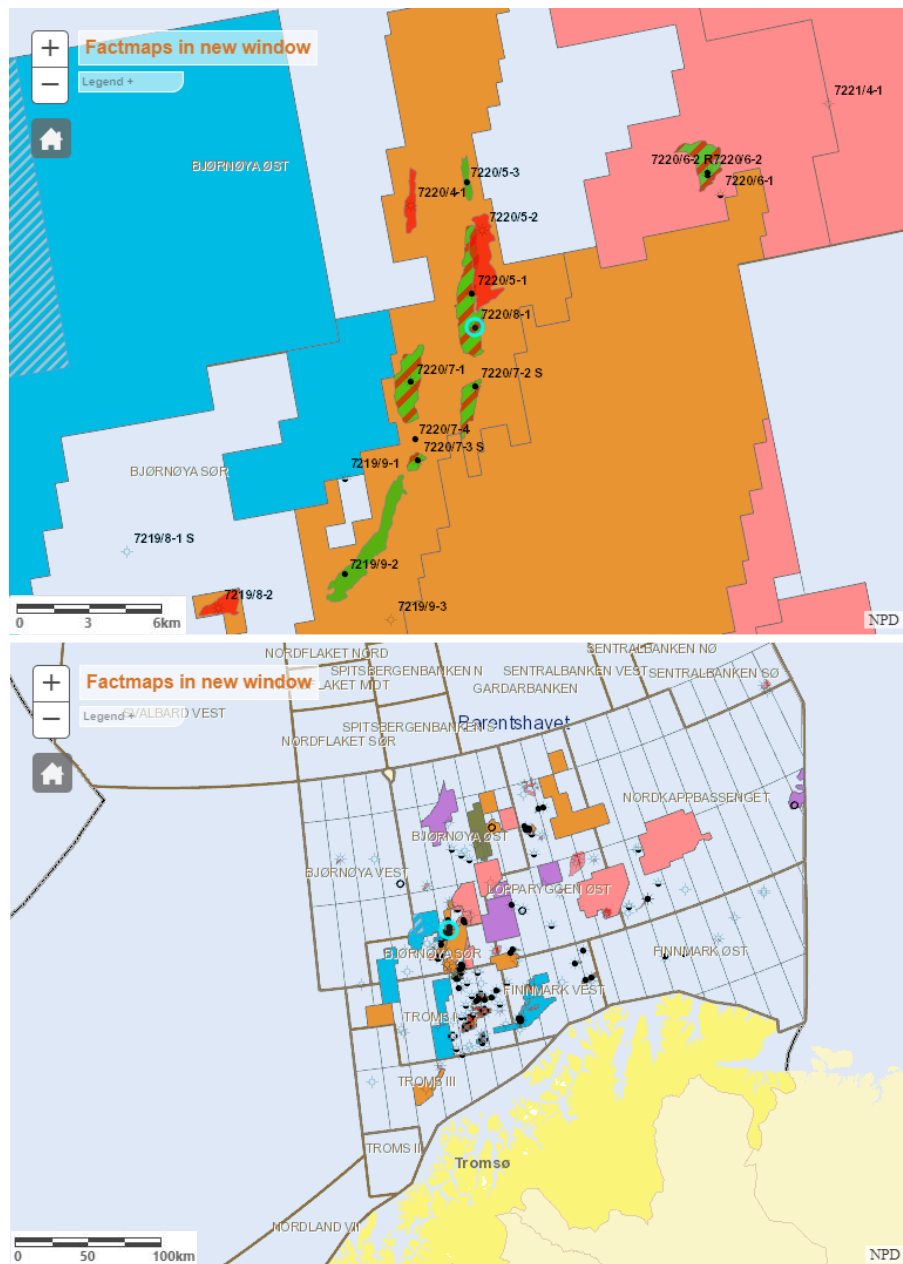 +
Factmaps in new window
−
Legend +
7221/4-1
BJØRNØYA ØST
7220/6-2 R7220/6-2
7220/5-3
7220/6-1
7220/4-1
7220/5-2
7220/5-1
7220/8-1
7220/7-1
7220/7-2 S
7220/7-4
7220/7-3 S
7219/9-1
BJØRNØYA SØR
7219/8-1 S
7219/9-2
7219/8-2
7219/9-3
0 3 6km
NPD
SENTRALBANKEN NØ
NORDFLAKET NORD
+
SPITSBERGENBANKEN N
SENTRALBANKEN VEST
SENTRALBANKEN SØ
Factmaps in new window
FLAKET MDT
GARDARBANKEN
−
Legend +
SVALBARD VEST
SPITSBERGENBANKEN S
Barentshavet
NORDFLAKET SØR
NORDKAPPBASSENGET
BJØRNØYA ØST
BJØRNØYA VEST
LOPPARYGGEN ØST
BJØRNØYA SØR
FINNMARK ØST
FINNMARK VEST
TROMS I
TROMS III
TROMS II
Tromsø
NORDLAND VII
0 50 100km
NPD